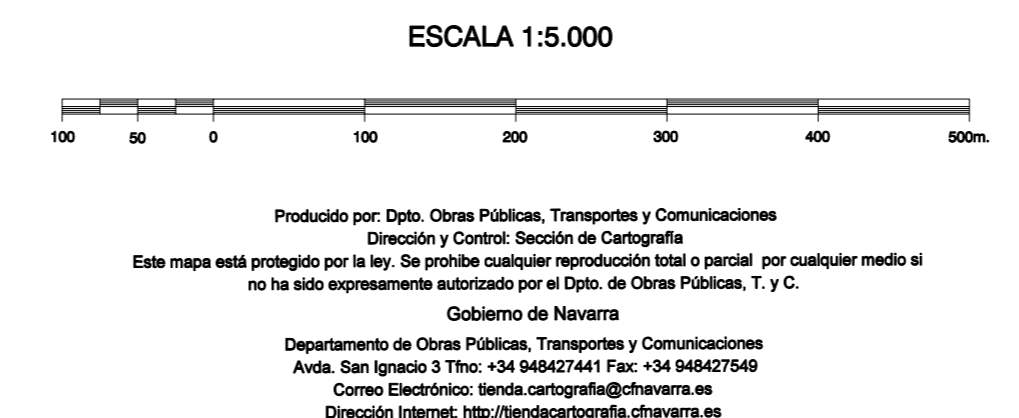 ESCALA 1:5.000
100 50 0 100 200 300 400 500m.
Producido por: Dpto. Obras Públicas, Transportes y Comunicaciones
Dirección y Control: Sección de Cartografía
Este mapa está protegido por la ley. Se prohibe cualquier reproducción total o parcial por cualquier medio si
no ha sido expresamente autorizado por el Dpto. de Obras Públicas, T. y C.
Gobierno de Navarra
Departamento de Obras Públicas, Transportes y Comunicaciones
Avda. San Ignacio 3 Tfno: +34 948427441 Fax: +34 948427549
Correo Electrónico: tienda.cartografia@cfnavarra.es
Dirección Internet: http://tiendacartografia.cfnavarra.es